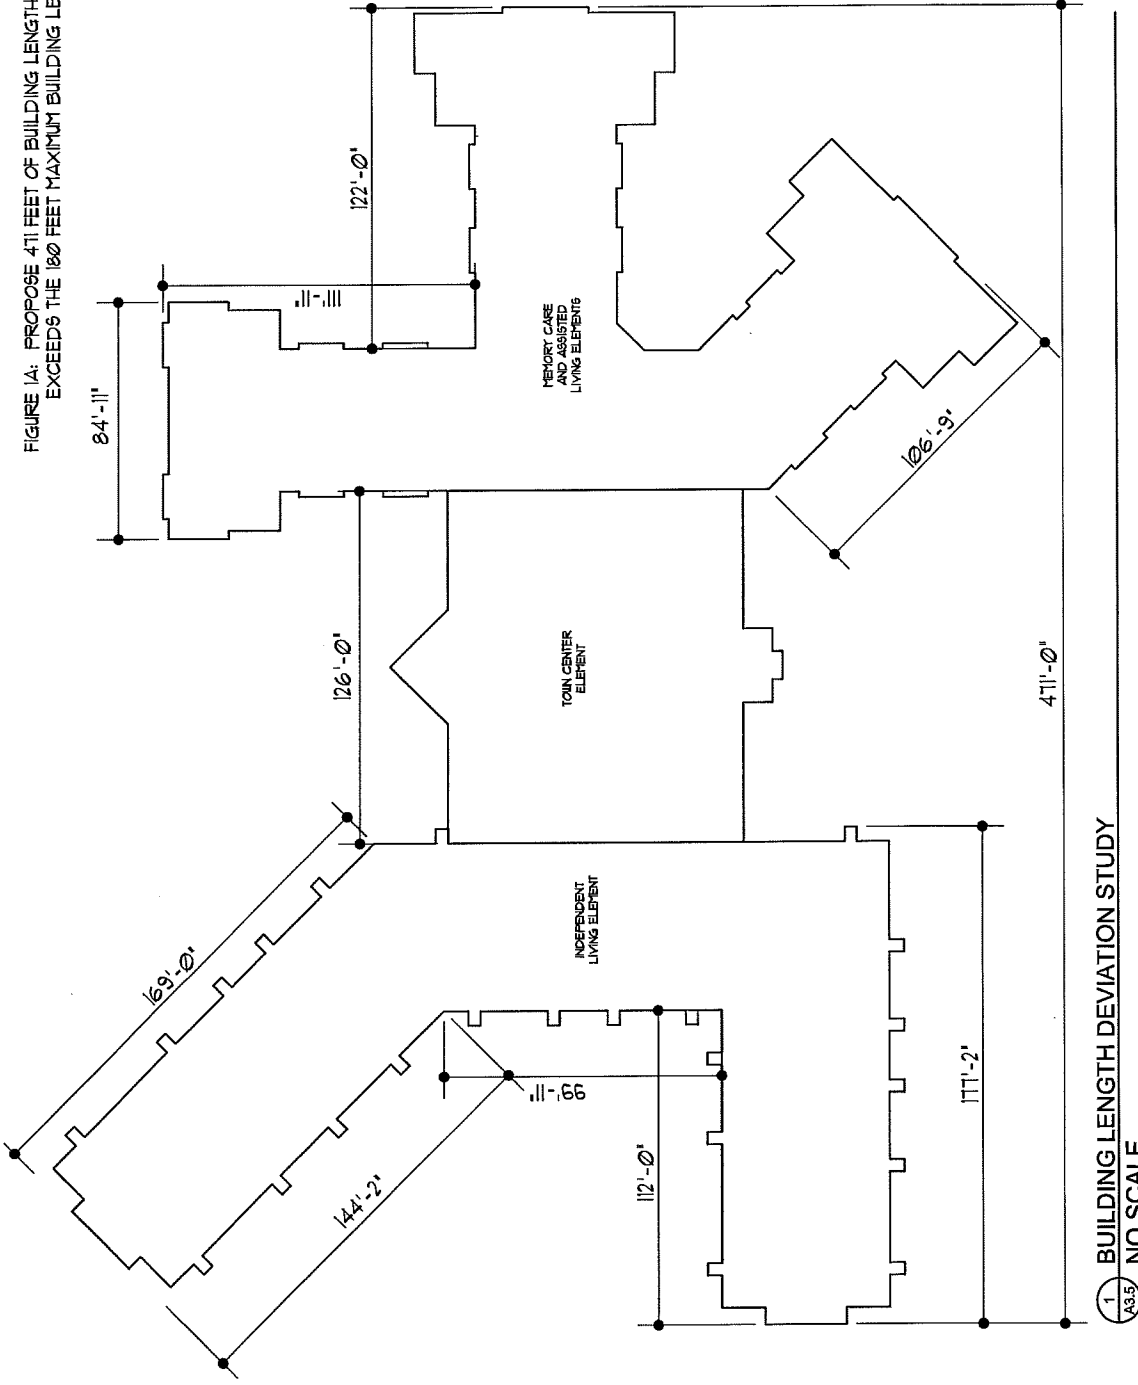 FIGURE 1A: PROPOSE 471 FEET OF BUILDING LENGTH
EXCEEDS THE 180 FEET MAXIMUM BUILDING
169'-0"
84'-11"
126'-0"
111'-11"
122'-0"
144'-2"
99'-11"
INDEPENDENT
LIVING ELEMENT
TOWN CENTER
ELEMENT
MEMORY CARE
AND ASSISTED
LIVING ELEMENTS
112'-0"
106'-9"
177'-2"
471'-0"
1
A3.5
BUILDING LENGTH DEVIATION STUDY
NO SCALE